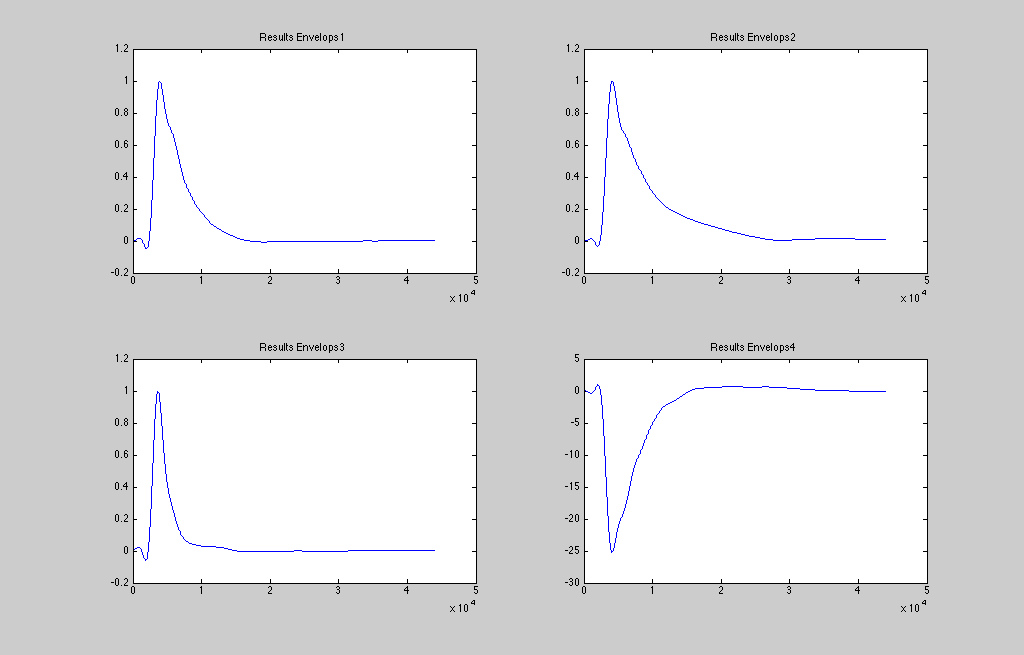 Results Envelops1
1.2
1
0.8
0.6
0.4
0.2
0
-0.2
0 1 2 3 4 5
x 10^4
Results Envelops2
1.2
1
0.8
0.6
0.4
0.2
0
-0.2
0 1 2 3 4 5
x 10^4
Results Envelops3
1.2
1
0.8
0.6
0.4
0.2
0
-0.2
0 1 2 3 4 5
x 10^4
Results Envelops4
5
0
-5
-10
-15
-20
-25
-30
0 1 2 3 4 5
x 10^4